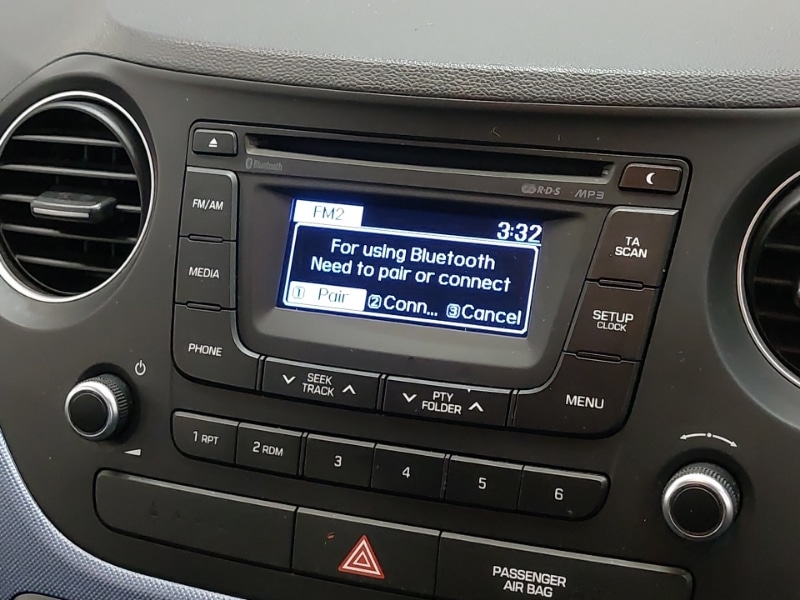 Bluetooth
R·D·S
MP3
FM/AM
FM2
3:32
TA
SCAN
For using Bluetooth
Need to pair or connect
MEDIA
1 Pair 2 Conn... 3 Cancel
SETUP
CLOCK
PHONE
SEEK
TRACK
PTY
FOLDER
MENU
1 RPT
2 RDM
3
4
5
6
PASSENGER
AIR BAG